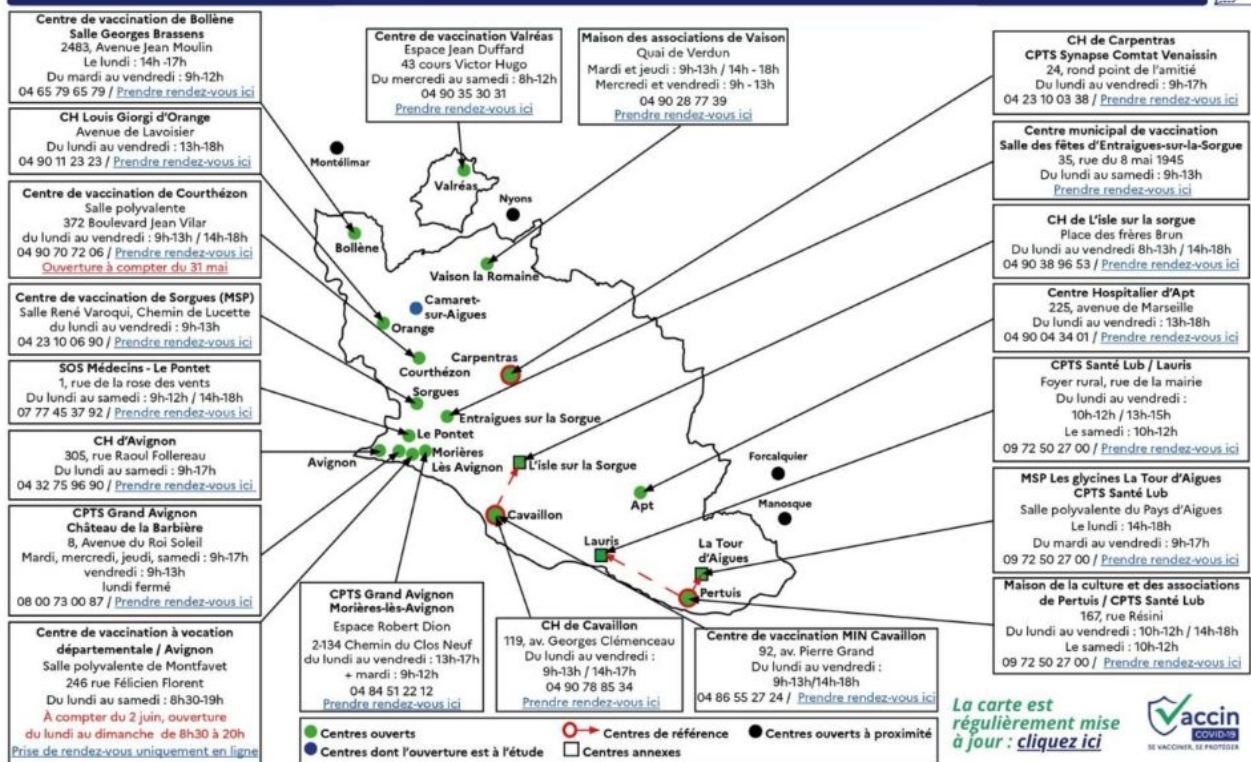 Centre de vaccination de Bollène
Salle Georges Brassens
2483, Avenue Jean Moulin
Le lundi : 14h -17h
Du mardi au vendredi : 9h-12h
04 65 79 65 79 / Prendre rendez-vous ici
CH Louis Giorgi d'Orange
Avenue de Lavoisier
Du lundi au vendredi : 13h-18h
04 90 11 23 23 / Prendre rendez-vous ici
Centre de vaccination de Courthézon
Salle polyvalente
372 Boulevard Jean Vilar
du lundi au vendredi : 9h-13h / 14h-18h
04 90 70 72 06 / Prendre rendez-vous ici
Ouverture à compter du 31 mai
Centre de vaccination de Sorgues (MSP)
Salle René Varoqui, Chemin de Lucette
du lundi au vendredi : 9h-13h
04 23 10 06 90 / Prendre rendez-vous ici
SOS Médecins - Le Pontet
1, rue de la rose des vents
Du lundi au samedi : 9h-12h / 14h-18h
07 77 45 37 92 / Prendre rendez-vous ici
CH d'Avignon
305, rue Raoul Follereau
Du lundi au samedi : 9h-17h
04 32 75 96 90 / Prendre rendez-vous ici
CPTS Grand Avignon
Château de la Barbière
8, Avenue du Roi Soleil
Mardi, mercredi, jeudi, samedi : 9h-17h
vendredi : 9h-13h
lundi fermé
08 00 73 00 87 / Prendre rendez-vous ici
Centre de vaccination à vocation
départementale / Avignon
Salle polyvalente de Montfavet
246 rue Félicien Florent
Du lundi au samedi : 8h30-19h
À compter du 2 juin, ouverture
du lundi au dimanche de 8h30 à 20h
Prise de rendez-vous uniquement en ligne
Centre de vaccination Valréas
Espace Jean Duffard
43 cours Victor Hugo
Du mercredi au samedi : 8h-12h
04 90 35 30 31
Prendre rendez-vous ici
Maison des associations de Vaison
Quai de Verdun
Mardi et jeudi : 9h-13h / 14h - 18h
Mercredi et vendredi : 9h - 13h
04 90 28 77 39
Prendre rendez-vous ici
Montélimar
Valréas
Nyons
Bollène
Vaison la Romaine
Camaret-
sur-Aigues
Orange
Carpentras
Courthézon
Sorgues
Entraigues sur la Sorgue
Le Pontet
Avignon
Morières
Lès Avignon
L'isle sur la Sorgue
Forcalquier
Apt
Manosque
Cavaillon
Lauris
La Tour
d'Aigues
Pertuis
CPTS Grand Avignon
Morières-lès-Avignon
Espace Robert Dion
2-134 Chemin du Clos Neuf
du lundi au vendredi : 13h-17h
+ mardi : 9h-12h
04 84 51 22 12
Prendre rendez-vous ici
CH de Cavaillon
119, av. Georges Clémenceau
Du lundi au vendredi :
9h-13h / 14h-17h
04 90 78 85 34
Prendre rendez-vous ici
Centre de vaccination MIN Cavaillon
92, av. Pierre Grand
Du lundi au vendredi :
9h-13h/14h-18h
04 86 55 27 24 / Prendre rendez-vous ici
CH de Carpentras
CPTS Synapse Comtat Venaissin
24, rond point de l'amitié
Du lundi au vendredi : 9h-17h
04 23 10 03 38 / Prendre rendez-vous ici
Centre municipal de vaccination
Salle des fêtes d'Entraigues-sur-la-Sorgue
35, rue du 8 mai 1945
Du lundi au samedi : 9h-13h
Prendre rendez-vous ici
CH de L'isle sur la sorgue
Place des frères Brun
Du lundi au vendredi 8h-13h / 14h-18h
04 90 38 96 53 / Prendre rendez-vous ici
Centre Hospitalier d'Apt
225, avenue de Marseille
Du lundi au vendredi : 13h-18h
04 90 04 34 01 / Prendre rendez-vous ici
CPTS Santé Lub / Lauris
Foyer rural, rue de la mairie
Du lundi au vendredi :
10h-12h / 13h-15h
Le samedi : 10h-12h
09 72 50 27 00 / Prendre rendez-vous ici
MSP Les glycines La Tour d'Aigues
CPTS Santé Lub
Salle polyvalente du Pays d'Aigues
Le lundi : 14h-18h
Du mardi au vendredi : 9h-17h
09 72 50 27 00 / Prendre rendez-vous ici
Maison de la culture et des associations
de Pertuis / CPTS Santé Lub
167, rue Résini
Du lundi au vendredi : 10h-12h / 14h-18h
Le samedi : 10h-12h
09 72 50 27 00 / Prendre rendez-vous ici
Centres ouverts
Centres de référence
Centres ouverts à proximité
Centres dont l'ouverture est à l'étude
Centres annexes
La carte est
régulièrement mise
à jour : cliquez ici
Vaccin
COVID-19
SE VACCINER, SE PROTÉGER